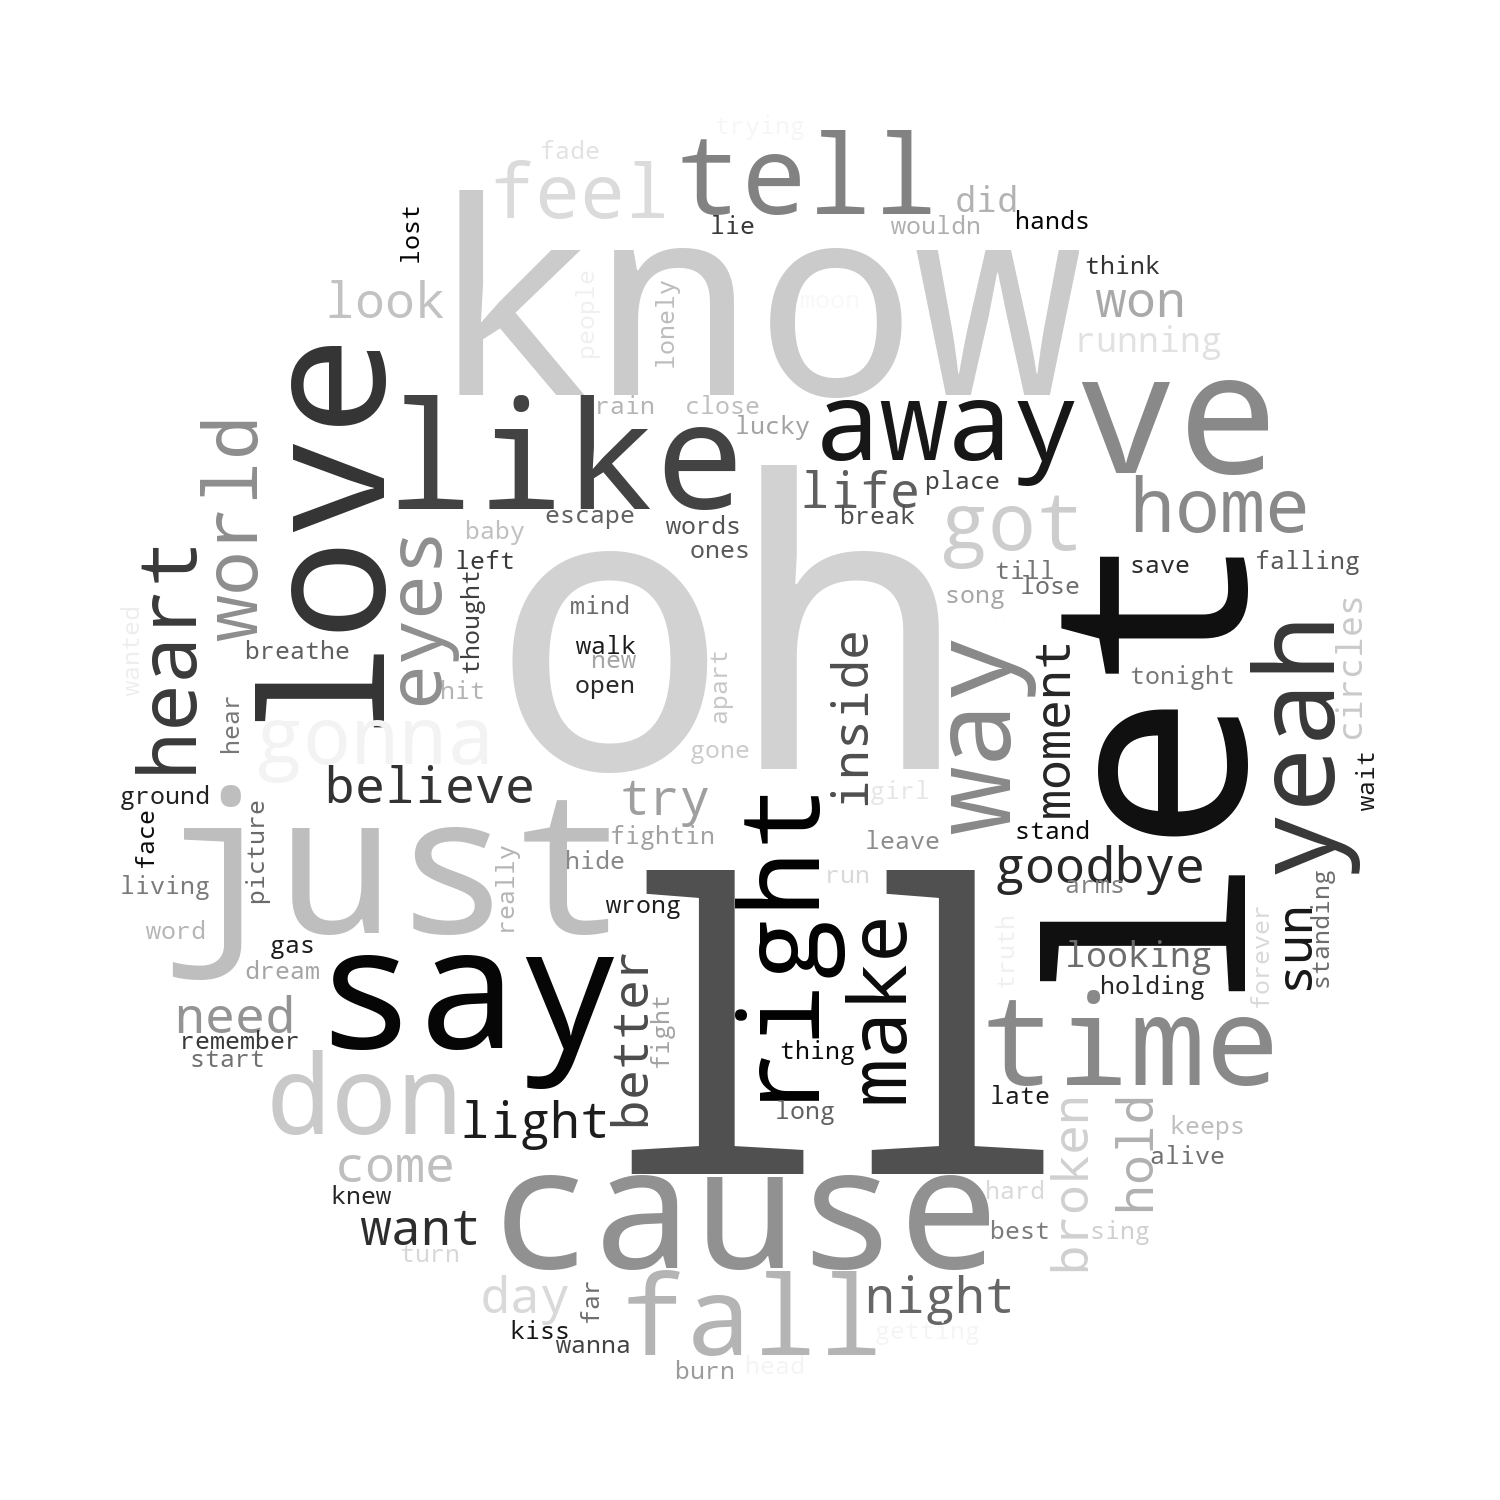 trying
fade
tell
feel
did
lie
wouldn
hands
lost
know
think
people
lonely
moon
look
won
running
love
ve
like
away
rain
close
lucky
world
life
place
home
escape
break
got
baby
words
ones
eyes
left
heart
thought
till
lose
let
save
falling
song
oh
mind
wanted
breathe
walk
new
open
apart
inside
way
moment
tonight
yeah
circles
hit
hear
gonna
gone
believe
try
girl
wait
ground
just
face
picture
fightin
right
stand
leave
living
really
hide
run
goodbye
arms
word
wrong
ll
make
truth
looking
forever
sun
standing
gas
dream
say
better
fight
holding
need
remember
start
thing
time
don
light
long
late
broken
hold
keeps
alive
come
cause
knew
want
turn
hard
best
sing
day
far
fall
night
kiss
wanna
getting
burn
head